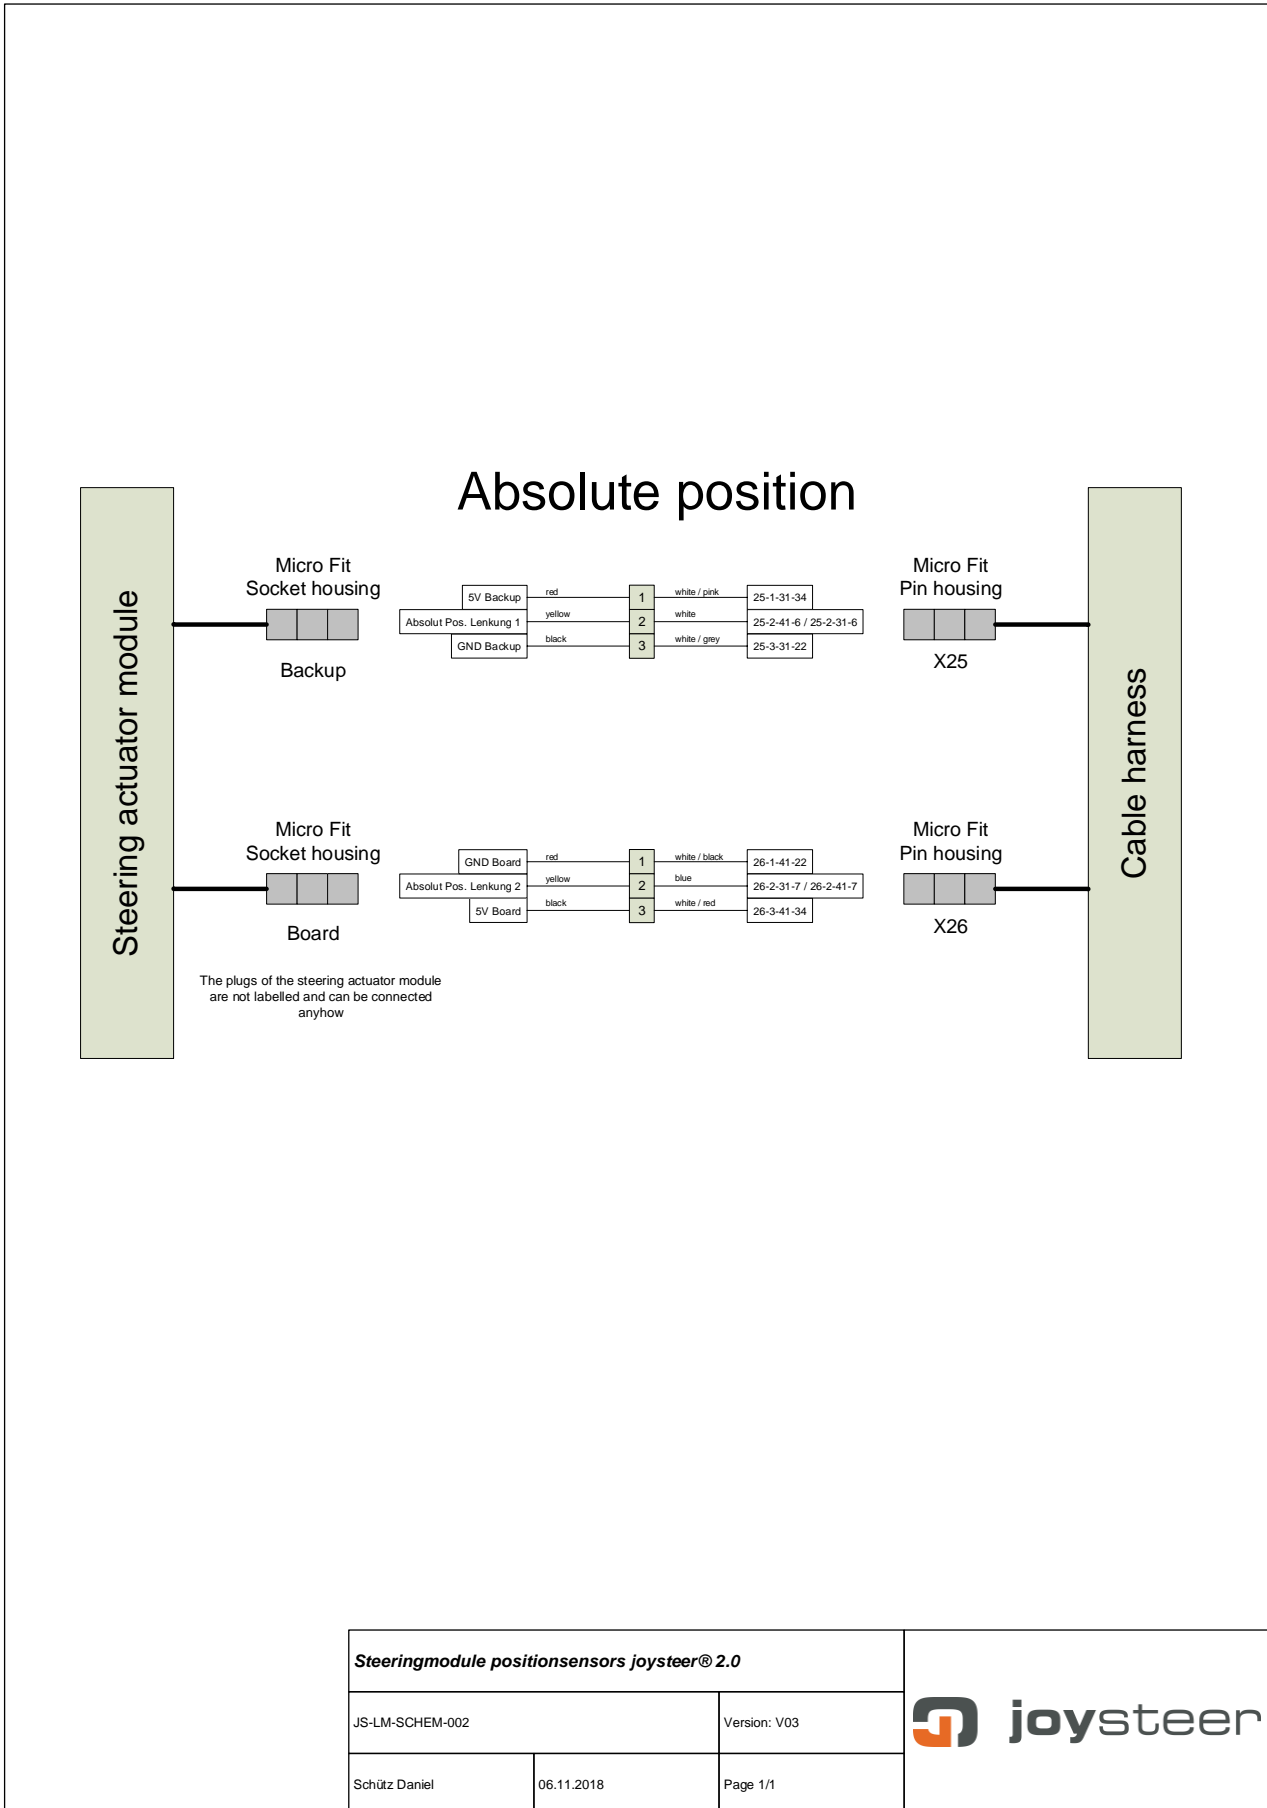 Absolute position
Steering actuator module
Cable harness
Micro Fit
Socket housing
Backup
5V Backup red 1 white / pink 25-1-31-34
Absolut Pos. Lenkung 1 yellow 2 white 25-2-41-6 / 25-2-31-6
GND Backup black 3 white / grey 25-3-31-22
Micro Fit
Pin housing
X25
Micro Fit
Socket housing
Board
GND Board red 1 white / black 26-1-41-22
Absolut Pos. Lenkung 2 yellow 2 blue 26-2-31-7 / 26-2-41-7
5V Board black 3 white / red 26-3-41-34
Micro Fit
Pin housing
X26
The plugs of the steering actuator module
are not labelled and can be connected
anyhow
Steeringmodule positionsensors joysteer® 2.0
JS-LM-SCHEM-002 Version: V03
Schütz Daniel 06.11.2018 Page 1/1
joysteer